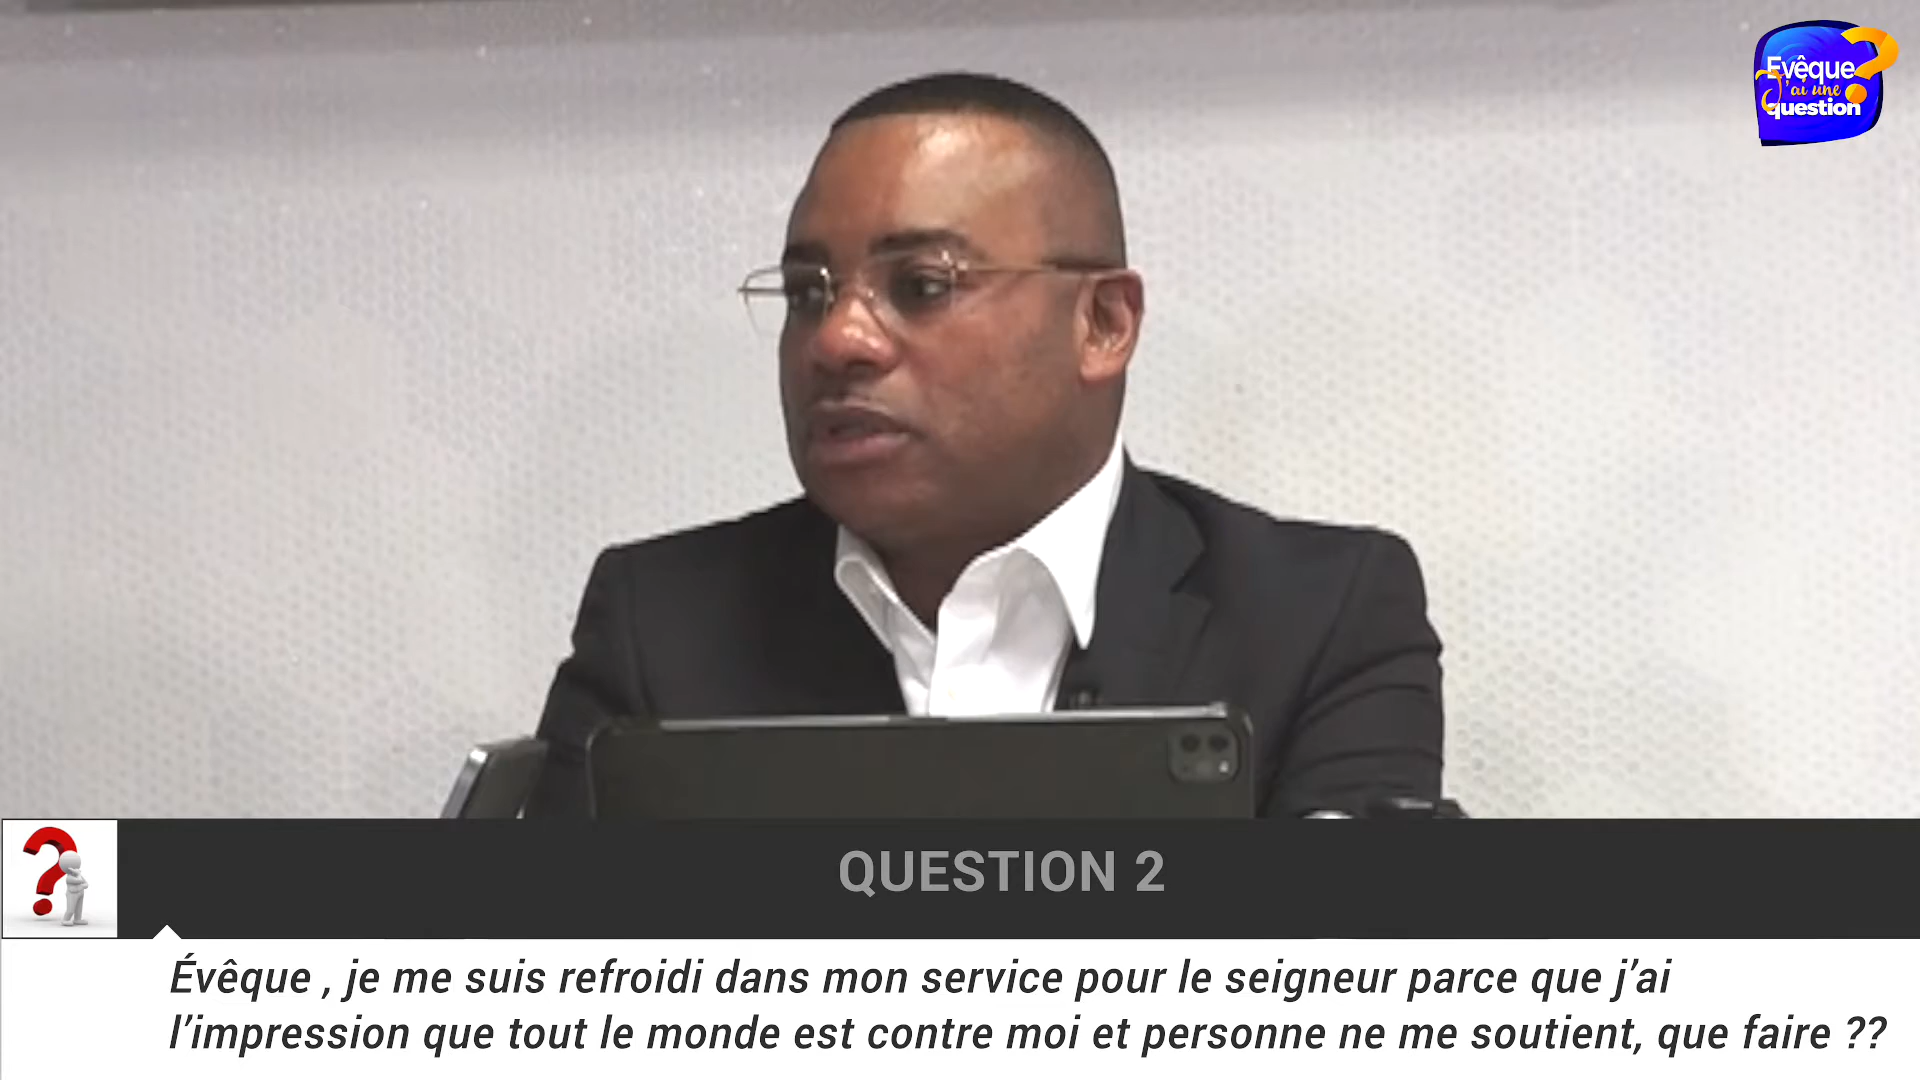 Evêque
J'ai une
question
?
QUESTION 2
?
Évêque , je me suis refroidi dans mon service pour le seigneur parce que j'ai
l'impression que tout le monde est contre moi et personne ne me soutient, que faire ??